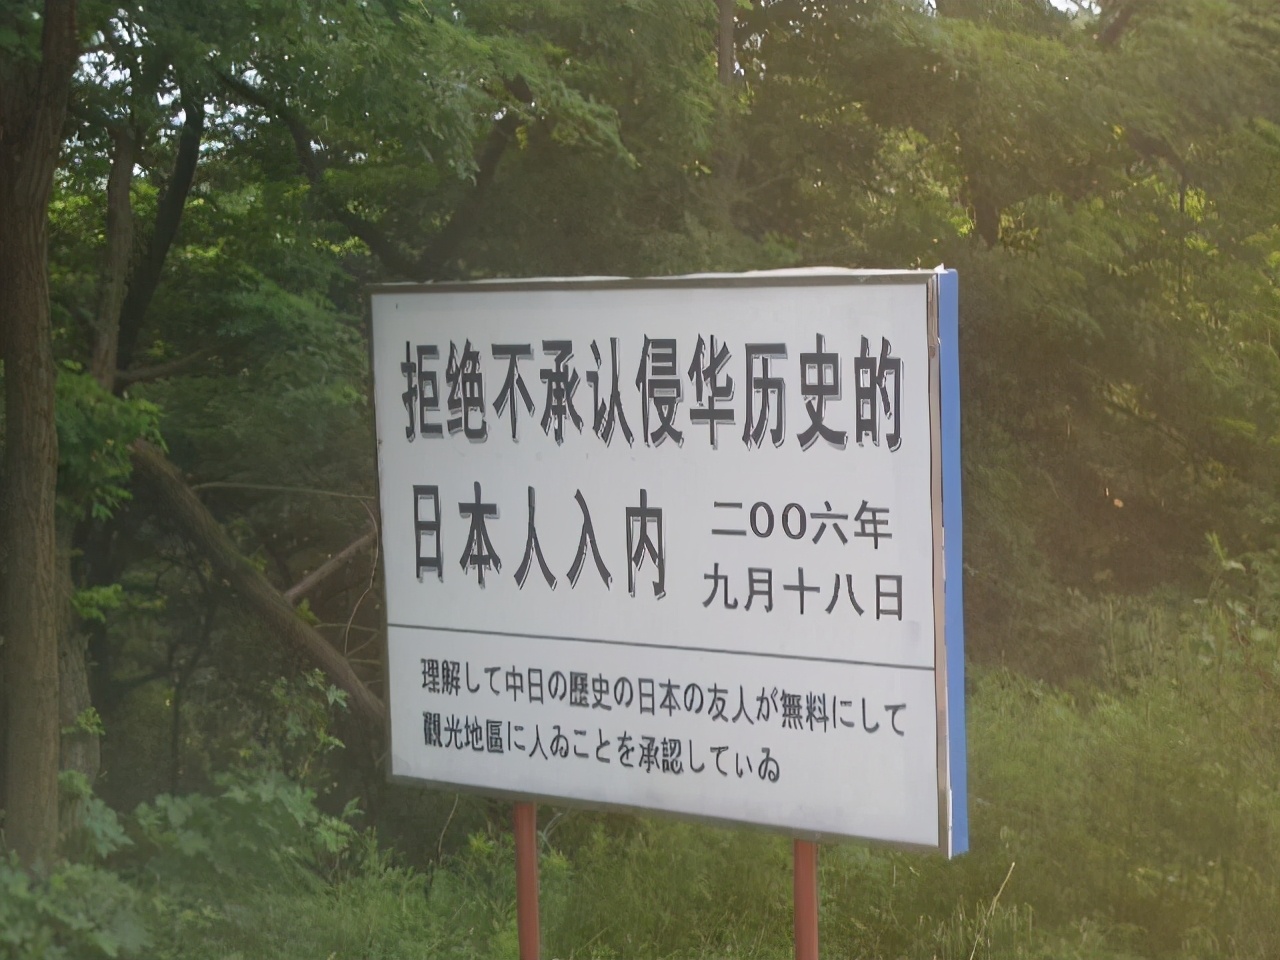 拒绝不承认侵华历史的
日本人入内
二00六年
九月十八日
理解して中日の歷史の日本の友人が無料にして
觀光地區に人ゐことを承認していゐ